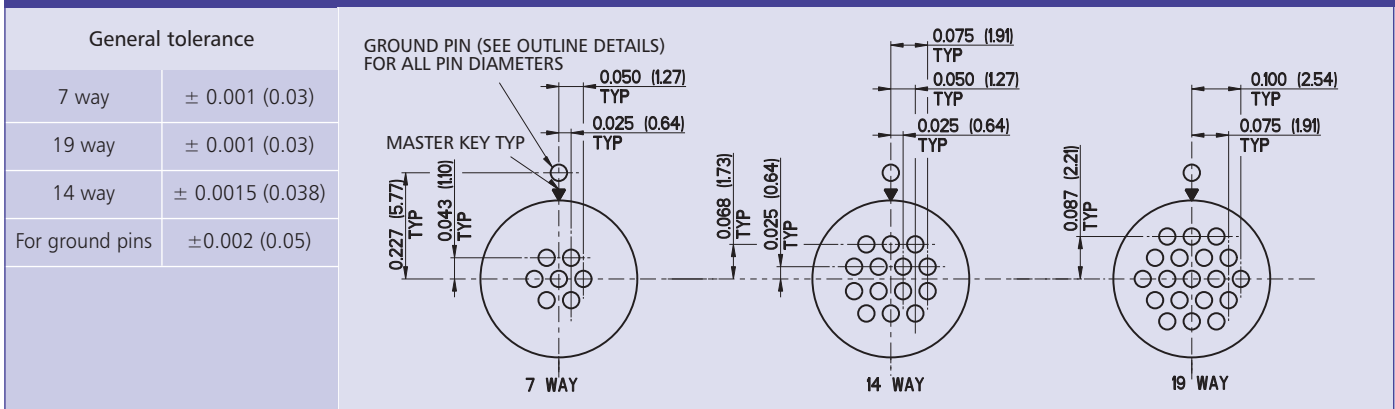 General tolerance
7 way ± 0.001 (0.03)
19 way ± 0.001 (0.03)
14 way ± 0.0015 (0.038)
For ground pins ±0.002 (0.05)
GROUND PIN (SEE OUTLINE DETAILS)
FOR ALL PIN DIAMETERS
0.050 (1.27)
TYP
0.025 (0.64)
TYP
MASTER KEY TYP
0.227 (5.77)
TYP
0.043 (1.10)
TYP
7 WAY
0.075 (1.91)
TYP
0.050 (1.27)
TYP
0.025 (0.64)
TYP
0.068 (1.73)
TYP
0.025 (0.64)
TYP
14 WAY
0.100 (2.54)
TYP
0.075 (1.91)
TYP
0.087 (2.21)
TYP
19 WAY